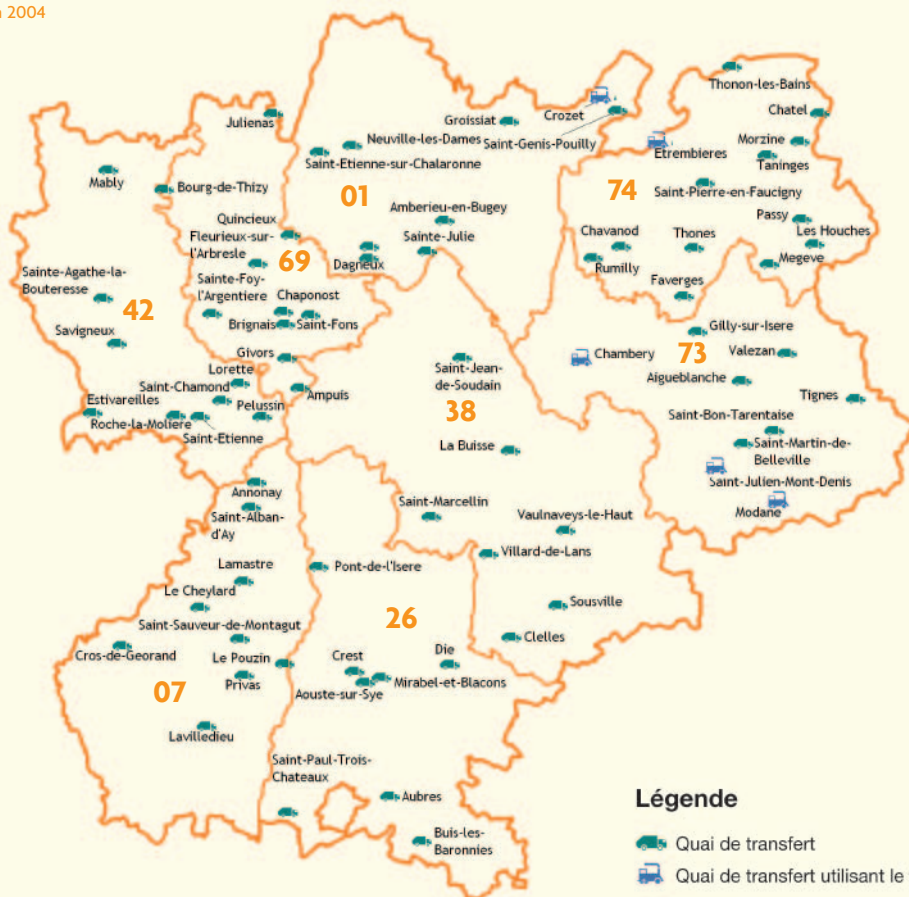 2004
Thonon-les-Bains
Julienas
Groissiat
Crozet
Chatel
Neuville-les-Dames
Saint-Genis-Pouilly
Morzine
Saint-Etienne-sur-Chalaronne
Etrembieres
Taninges
Mably
Bourg-de-Thizy
01
74
Saint-Pierre-en-Faucigny
Quincieux
Amberieu-en-Bugey
Passy
Fleurieux-sur-
l'Arbresle
Sainte-Julie
Chavanod
Thones
Les Houches
69
Dagneux
Rumilly
Megeve
Sainte-Agathe-la-
Bouteresse
Sainte-Foy-
l'Argentiere
Chaponost
Faverges
42
Brignais
Saint-Fons
Savigneux
Gilly-sur-Isere
Givors
Chambery
73
Valezan
Lorette
Saint-Jean-
de-Soudain
Saint-Chamond
Ampuis
Aigueblanche
Estivareilles
Pelussin
38
Tignes
Roche-la-Moliere
Saint-Bon-Tarentaise
Saint-Etienne
La Buisse
Saint-Martin-de-
Belleville
Saint-Julien-Mont-Denis
Annonay
Saint-Marcellin
Modane
Saint-Alban-
d'Ay
Vaulnaveys-le-Haut
Villard-de-Lans
Lamastre
Pont-de-l'Isere
Le Cheylard
Sousville
26
Saint-Sauveur-de-Montagut
Clelles
Cros-de-Georand
Le Pouzin
Crest
Die
Privas
Mirabel-et-Blacons
07
Aouste-sur-Sye
Lavilledieu
Saint-Paul-Trois-
Chateaux
Aubres
Légende
Buis-les-
Baronnies
Quai de transfert
Quai de transfert utilisant le